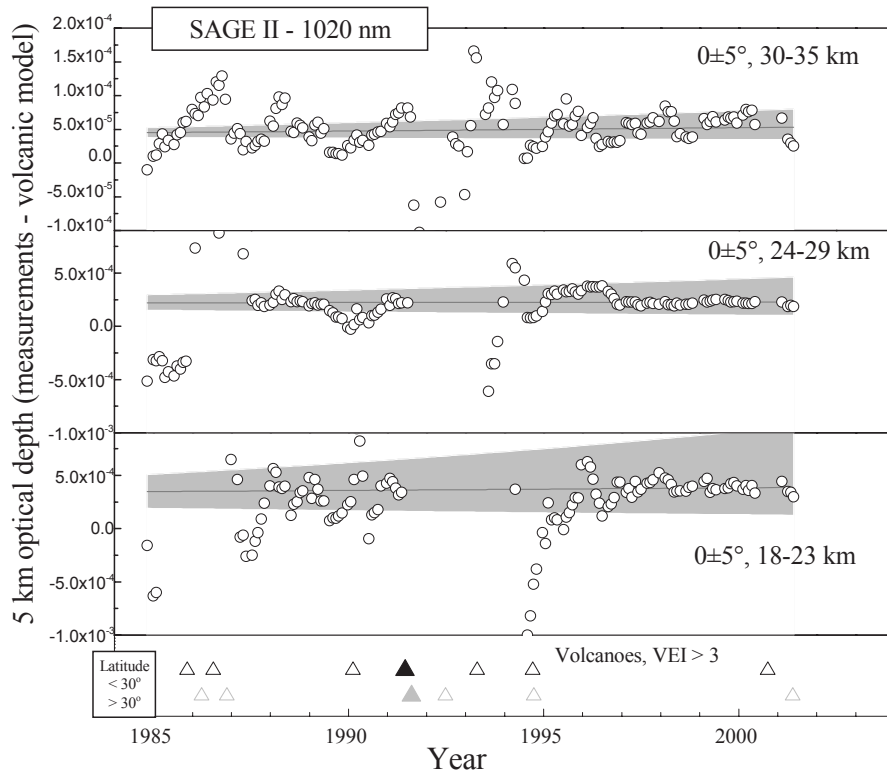 SAGE II - 1020 nm
5 km optical depth (measurements - volcanic model)
2.0x10⁻⁴
1.5x10⁻⁴
1.0x10⁻⁴
5.0x10⁻⁵
0.0
-5.0x10⁻⁵
-1.0x10⁻⁴
0±5°, 30-35 km
5.0x10⁻⁴
0.0
-5.0x10⁻⁴
-1.0x10⁻³
0±5°, 24-29 km
5.0x10⁻⁴
0.0
-5.0x10⁻⁴
-1.0x10⁻³
0±5°, 18-23 km
Volcanoes, VEI > 3
Latitude
< 30°
> 30°
1985 1990 1995 2000
Year